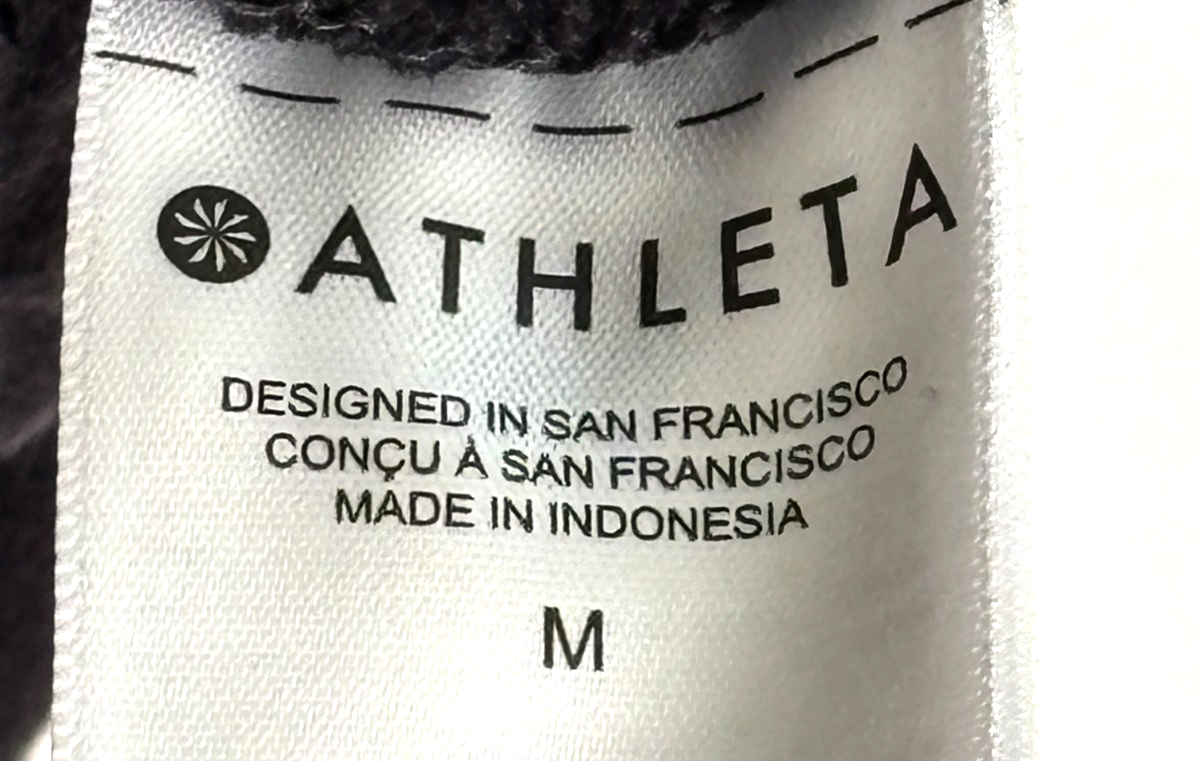 ATHLETA
DESIGNED IN SAN FRANCISCO
CONÇU À SAN FRANCISCO
MADE IN INDONESIA
M